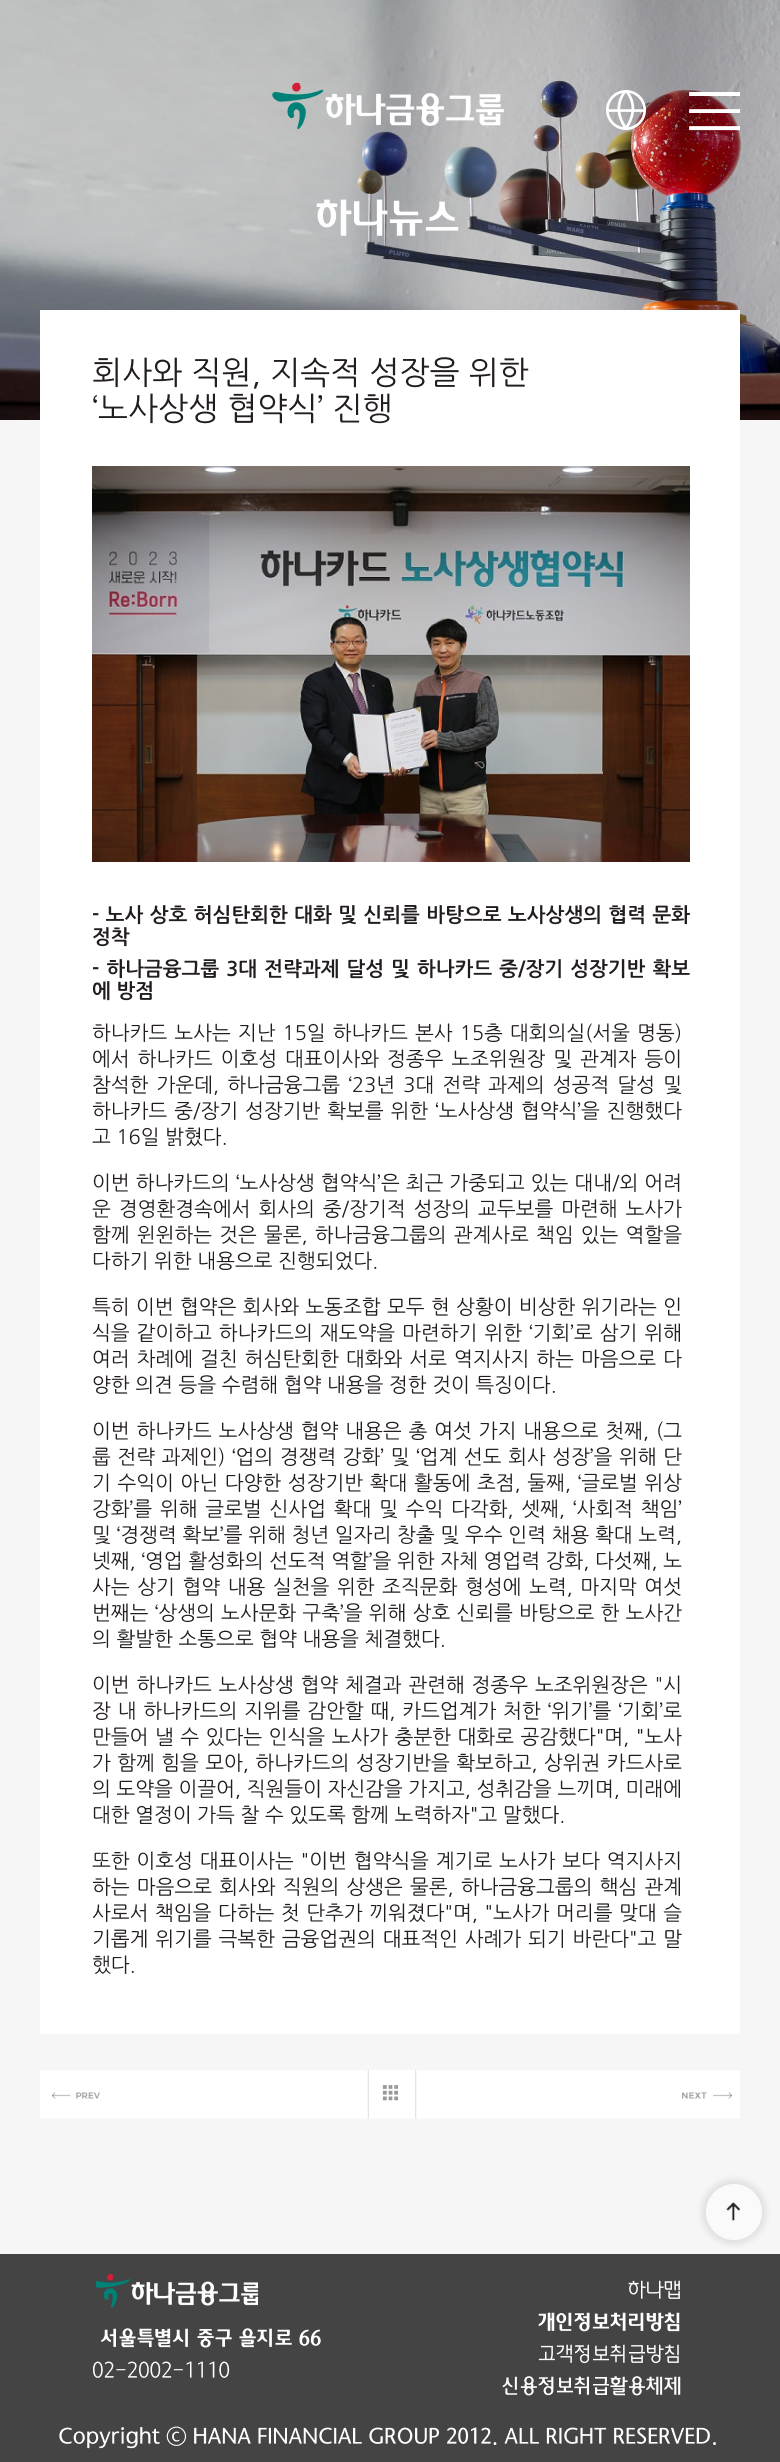 하나금융그룹
하나뉴스
PLUTO
URANUS
MARS
EARTH
VENUS
회사와 직원, 지속적 성장을 위한
‘노사상생 협약식’ 진행
2023
새로운 시작!
Re:Born
하나카드 노사상생협약식
하나카드
하나카드노동조합
- 노사 상호 허심탄회한 대화 및 신뢰를 바탕으로 노사상생의 협력 문화
정착
- 하나금융그룹 3대 전략과제 달성 및 하나카드 중/장기 성장기반 확보
에 방점
하나카드 노사는 지난 15일 하나카드 본사 15층 대회의실(서울 명동)
에서 하나카드 이호성 대표이사와 정종우 노조위원장 및 관계자 등이
참석한 가운데, 하나금융그룹 ‘23년 3대 전략 과제의 성공적 달성 및
하나카드 중/장기 성장기반 확보를 위한 ‘노사상생 협약식’을 진행했다
고 16일 밝혔다.
이번 하나카드의 ‘노사상생 협약식’은 최근 가중되고 있는 대내/외 어려
운 경영환경속에서 회사의 중/장기적 성장의 교두보를 마련해 노사가
함께 윈윈하는 것은 물론, 하나금융그룹의 관계사로 책임 있는 역할을
다하기 위한 내용으로 진행되었다.
특히 이번 협약은 회사와 노동조합 모두 현 상황이 비상한 위기라는 인
식을 같이하고 하나카드의 재도약을 마련하기 위한 ‘기회’로 삼기 위해
여러 차례에 걸친 허심탄회한 대화와 서로 역지사지 하는 마음으로 다
양한 의견 등을 수렴해 협약 내용을 정한 것이 특징이다.
이번 하나카드 노사상생 협약 내용은 총 여섯 가지 내용으로 첫째, (그
룹 전략 과제인) ‘업의 경쟁력 강화’ 및 ‘업계 선도 회사 성장’을 위해 단
기 수익이 아닌 다양한 성장기반 확대 활동에 초점, 둘째, ‘글로벌 위상
강화’를 위해 글로벌 신사업 확대 및 수익 다각화, 셋째, ‘사회적 책임’
및 ‘경쟁력 확보’를 위해 청년 일자리 창출 및 우수 인력 채용 확대 노력,
넷째, ‘영업 활성화의 선도적 역할’을 위한 자체 영업력 강화, 다섯째, 노
사는 상기 협약 내용 실천을 위한 조직문화 형성에 노력, 마지막 여섯
번째는 ‘상생의 노사문화 구축’을 위해 상호 신뢰를 바탕으로 한 노사간
의 활발한 소통으로 협약 내용을 체결했다.
이번 하나카드 노사상생 협약 체결과 관련해 정종우 노조위원장은 "시
장 내 하나카드의 지위를 감안할 때, 카드업계가 처한 ‘위기’를 ‘기회’로
만들어 낼 수 있다는 인식을 노사가 충분한 대화로 공감했다"며, "노사
가 함께 힘을 모아, 하나카드의 성장기반을 확보하고, 상위권 카드사로
의 도약을 이끌어, 직원들이 자신감을 가지고, 성취감을 느끼며, 미래에
대한 열정이 가득 찰 수 있도록 함께 노력하자"고 말했다.
또한 이호성 대표이사는 "이번 협약식을 계기로 노사가 보다 역지사지
하는 마음으로 회사와 직원의 상생은 물론, 하나금융그룹의 핵심 관계
사로서 책임을 다하는 첫 단추가 끼워졌다"며, "노사가 머리를 맞대 슬
기롭게 위기를 극복한 금융업권의 대표적인 사례가 되기 바란다"고 말
했다.
PREV
NEXT
하나금융그룹
서울특별시 중구 을지로 66
02-2002-1110
하나맵
개인정보처리방침
고객정보취급방침
신용정보취급활용체제
Copyright ⓒ HANA FINANCIAL GROUP 2012. ALL RIGHT RESERVED.